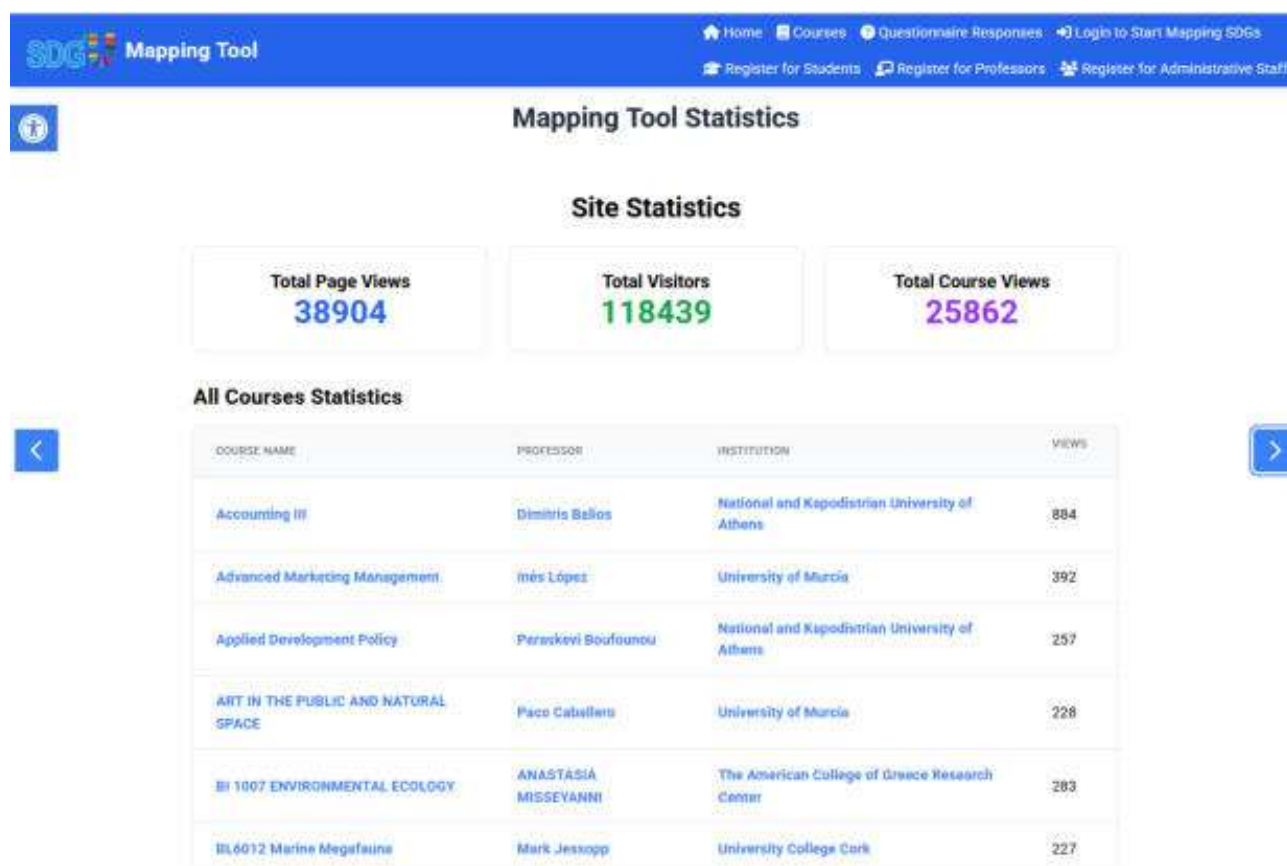 SDG Mapping Tool
Home Courses Questionnaire Responses Login to Start Mapping SDGs
Register for Students Register for Professors Register for Administrative Staff
Mapping Tool Statistics
Site Statistics
Total Page Views
38904
Total Visitors
118439
Total Course Views
25862
All Courses Statistics
COURSE NAME PROFESSOR INSTITUTION VIEWS
Accounting III Dimitris Balios National and Kapodistrian University of
Athens 884
Advanced Marketing Management Inés López University of Murcia 392
Applied Development Policy Peraskevi Boufounou National and Kapodistrian University of
Athens 257
ART IN THE PUBLIC AND NATURAL
SPACE Paco Caballero University of Murcia 228
BI 1007 ENVIRONMENTAL ECOLOGY ANASTASIA
MISSEYANNI The American College of Greece Research
Center 283
BL6012 Marine Megafauna Mark Jessopp University College Cork 227